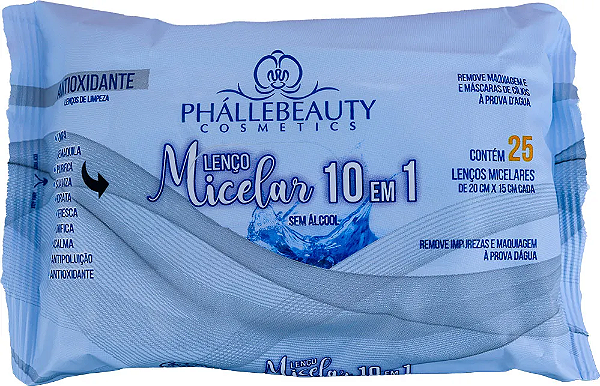 ANTIOXIDANTE
LENÇOS DE LIMPEZA
PHÁLLEBEAUTY
COSMETICS
LENÇO
Micelar 10 EM 1
SEM ÁLCOOL
REMOVE MAQUIAGEM E
E MÁSCARAS DE CÍLIOS
À PROVA D'AGUA
CONTÉM 25
LENÇOS MICELARES
DE 20 CM X 15 CM CADA
REMOVE IMPUREZAS E MAQUIAGEM
À PROVA DÁGUA
ACALMA
ANTIPOLUIÇÃO
ANTIOXIDANTE
LENÇO
Micelar 10 EM 1